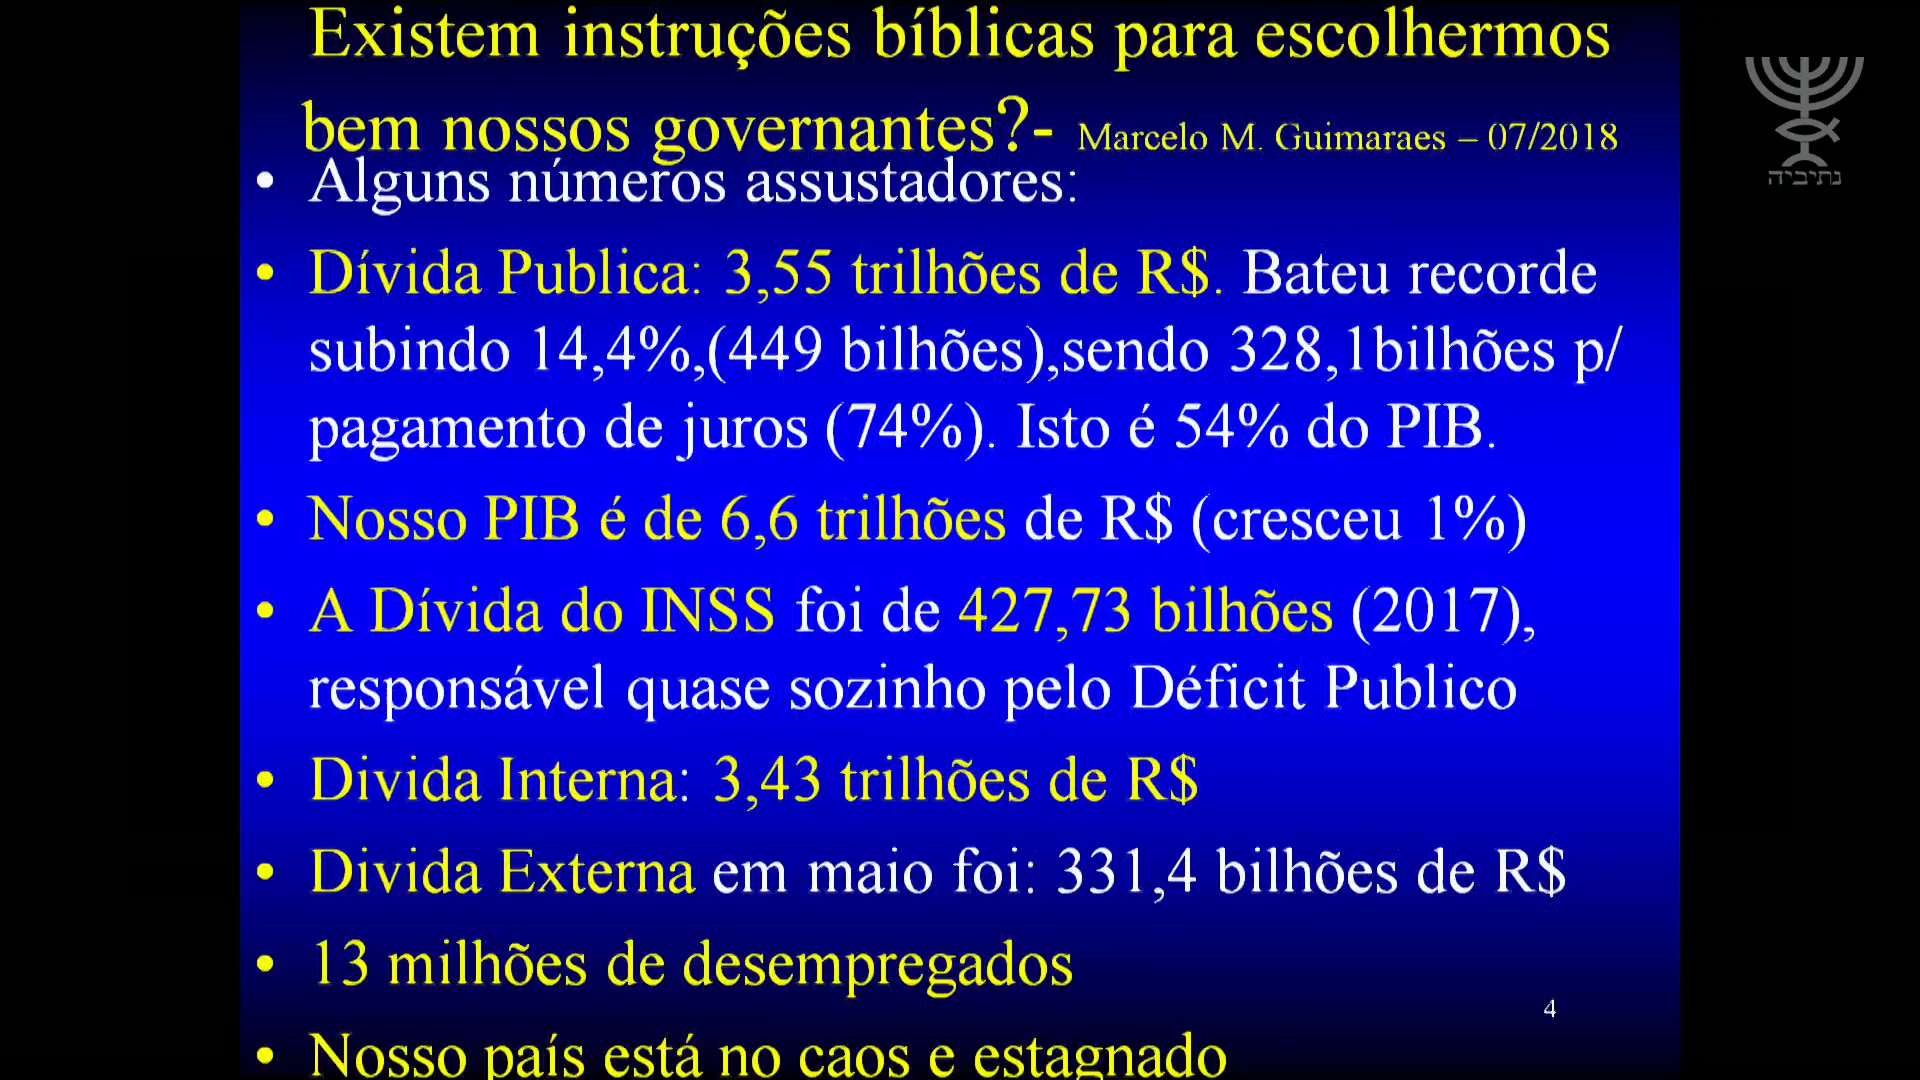 Existem instruções bíblicas para escolhermos
bem nossos governantes?- Marcelo M. Guimaraes – 07/2018
נתיביה
• Alguns números assustadores:
• Dívida Publica: 3,55 trilhões de R$. Bateu recorde
subindo 14,4%,(449 bilhões),sendo 328,1bilhões p/
pagamento de juros (74%). Isto é 54% do PIB.
• Nosso PIB é de 6,6 trilhões de R$ (cresceu 1%)
• A Dívida do INSS foi de 427,73 bilhões (2017),
responsável quase sozinho pelo Déficit Publico
• Divida Interna: 3,43 trilhões de R$
• Divida Externa em maio foi: 331,4 bilhões de R$
• 13 milhões de desempregados
4
• Nosso país está no caos e estagnado